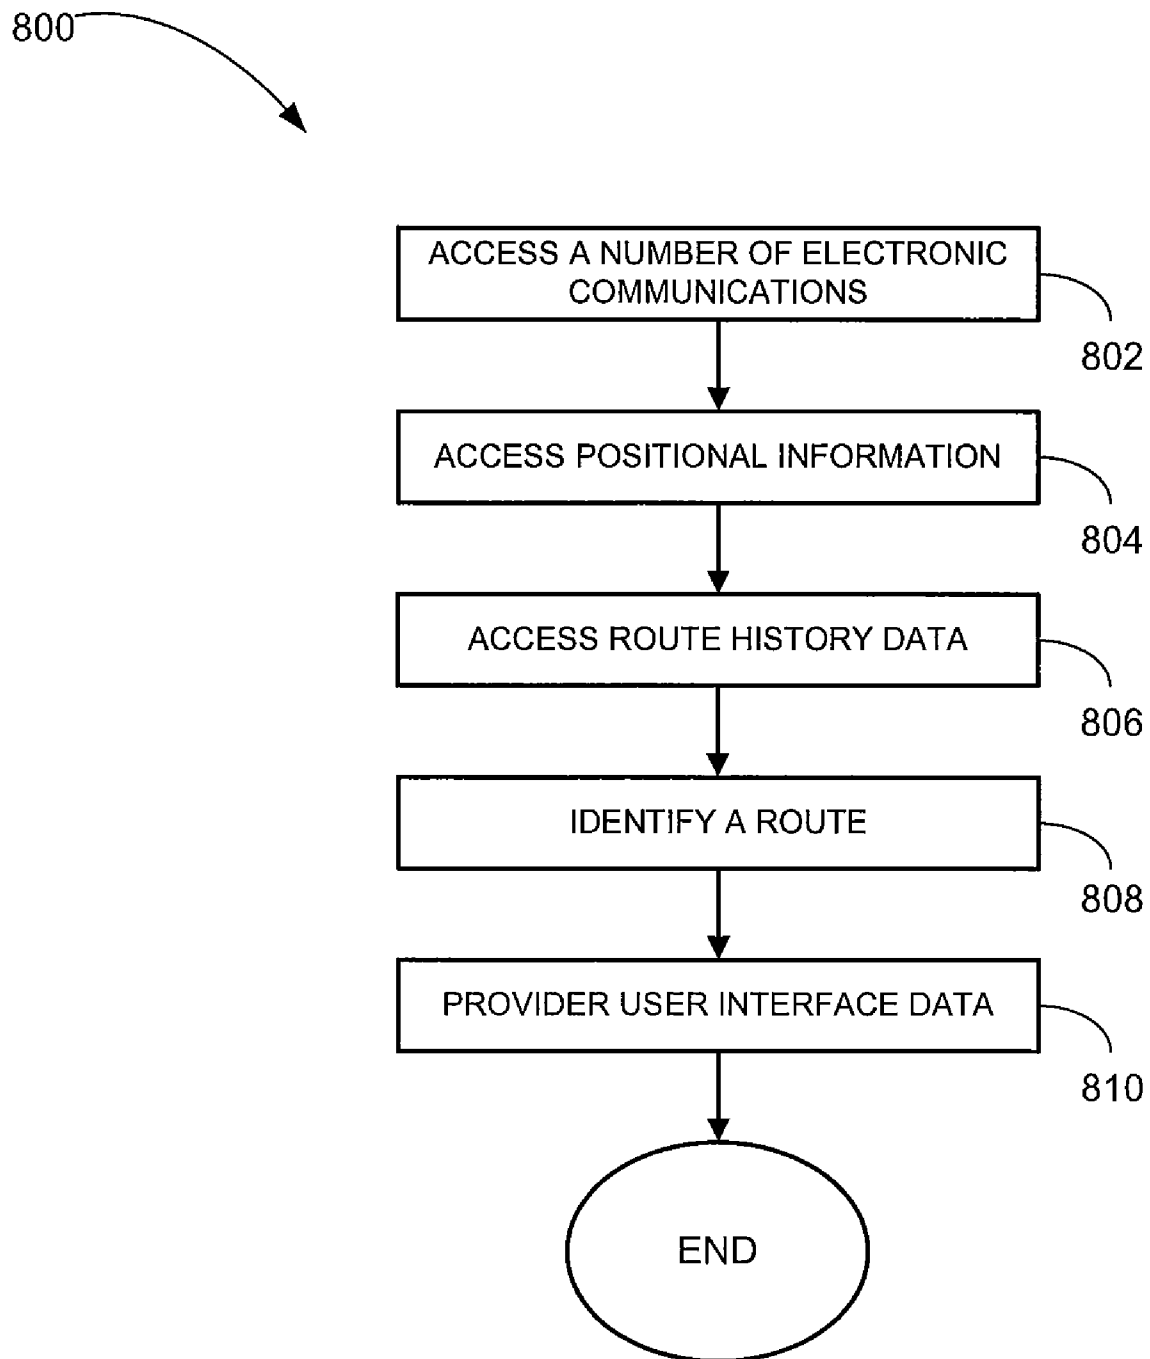 800
ACCESS A NUMBER OF ELECTRONIC
COMMUNICATIONS
802
ACCESS POSITIONAL INFORMATION
804
ACCESS ROUTE HISTORY DATA
806
IDENTIFY A ROUTE
808
PROVIDER USER INTERFACE DATA
810
END